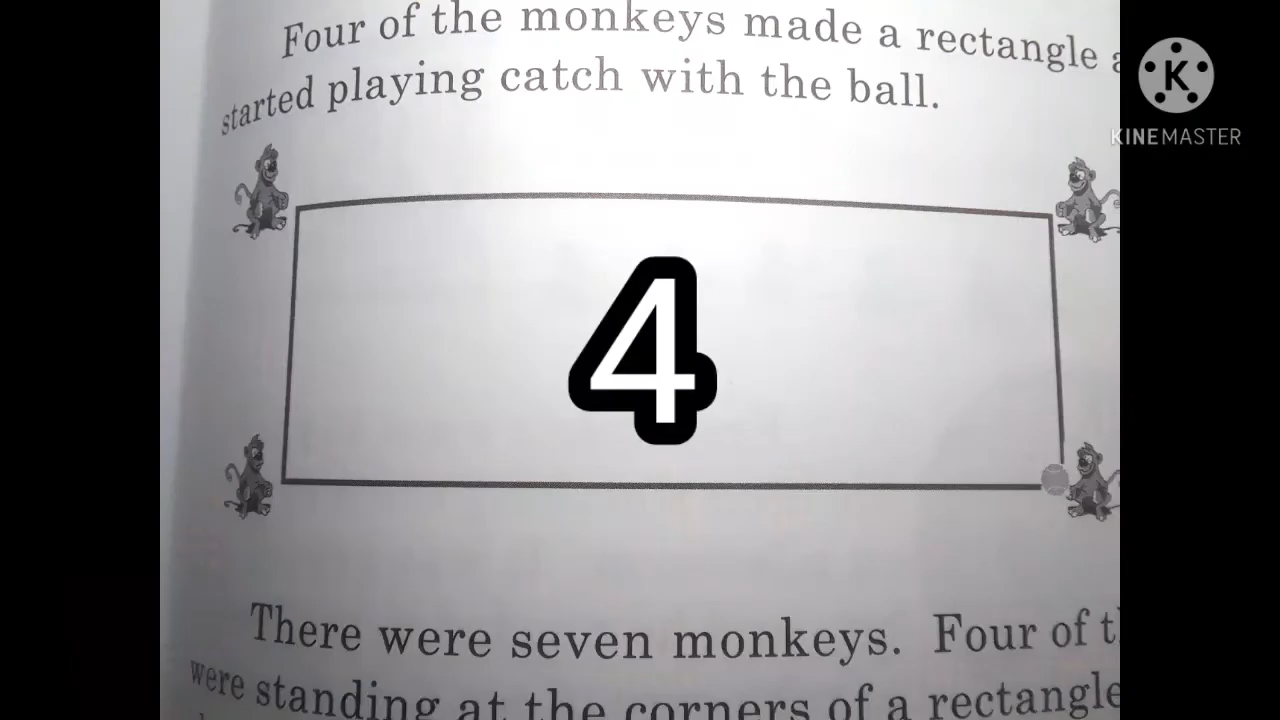 Four of the monkeys made a rectangle
started playing catch with the ball.
K
KINEMASTER
4
There were seven monkeys. Four of
were standing at the corners of a rectangle